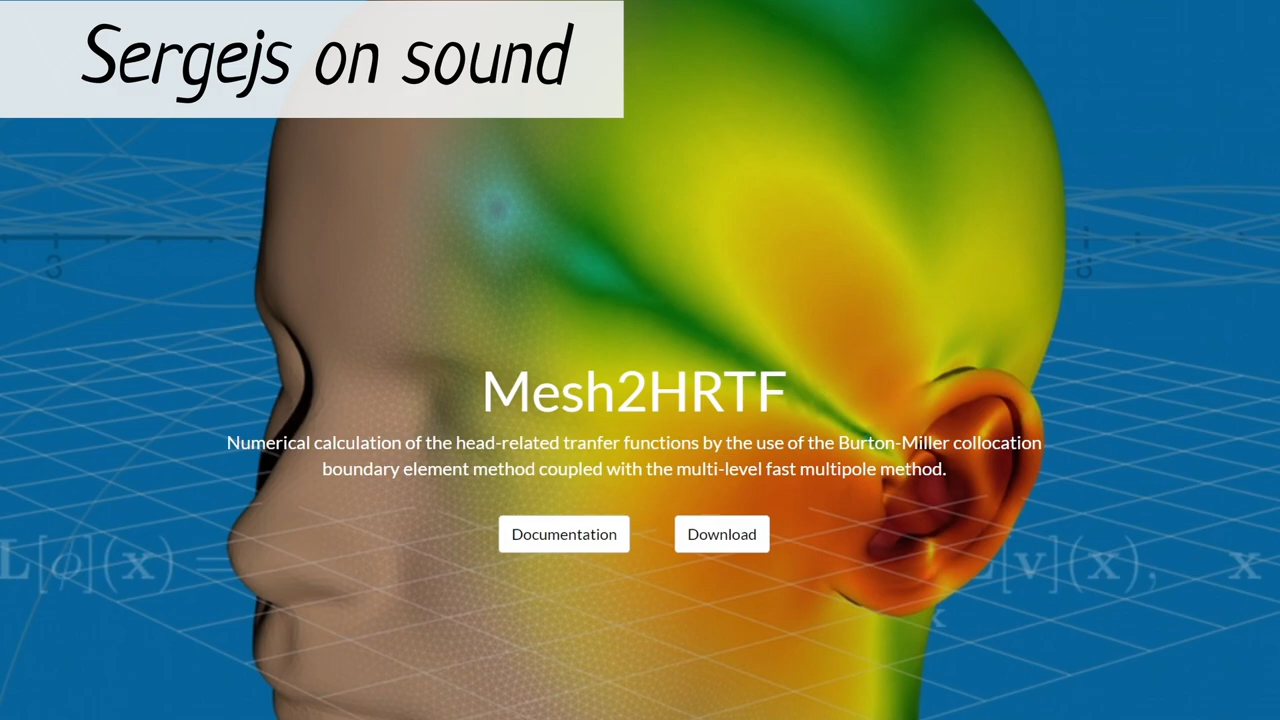 Sergejs on sound
Mesh2HRTF
Numerical calculation of the head-related tranfer functions by the use of the Burton-Miller collocation
boundary element method coupled with the multi-level fast multipole method.
Documentation
Download
L[ϕ](x) =
[v](x), x